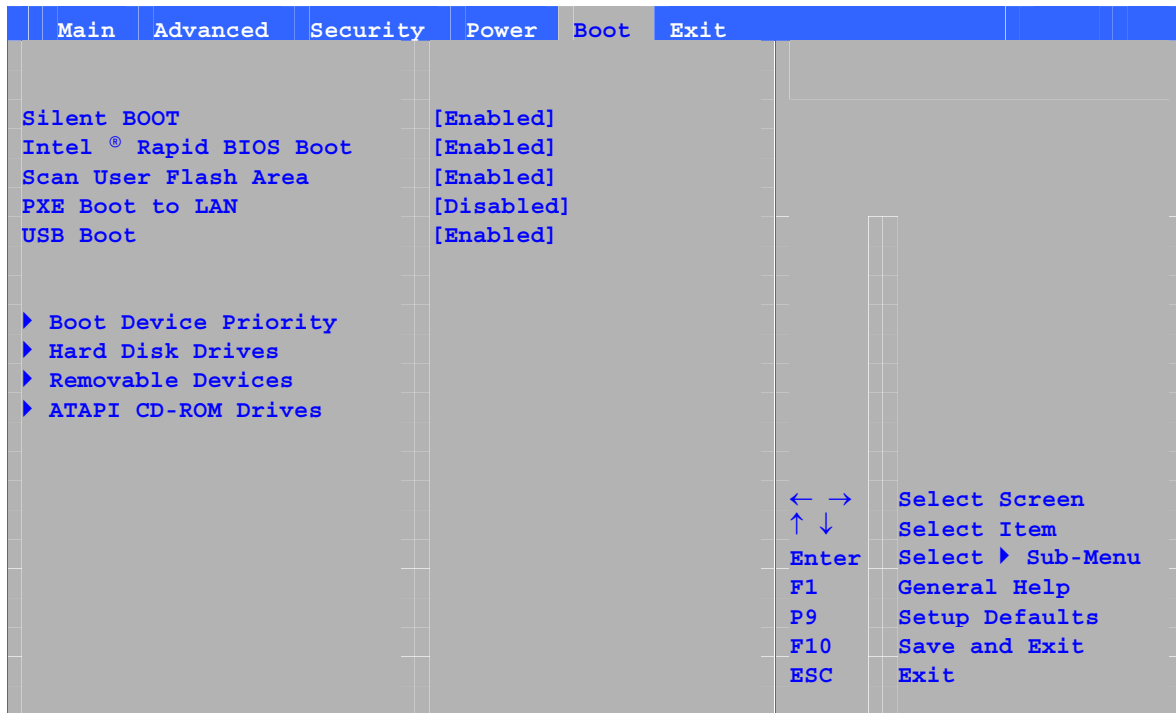 Main Advanced Security Power Boot Exit
Silent BOOT [Enabled]
Intel ® Rapid BIOS Boot [Enabled]
Scan User Flash Area [Enabled]
PXE Boot to LAN [Disabled]
USB Boot [Enabled]
▶ Boot Device Priority
▶ Hard Disk Drives
▶ Removable Devices
▶ ATAPI CD-ROM Drives
← → Select Screen
↑ ↓ Select Item
Enter Select ▶ Sub-Menu
F1 General Help
P9 Setup Defaults
F10 Save and Exit
ESC Exit